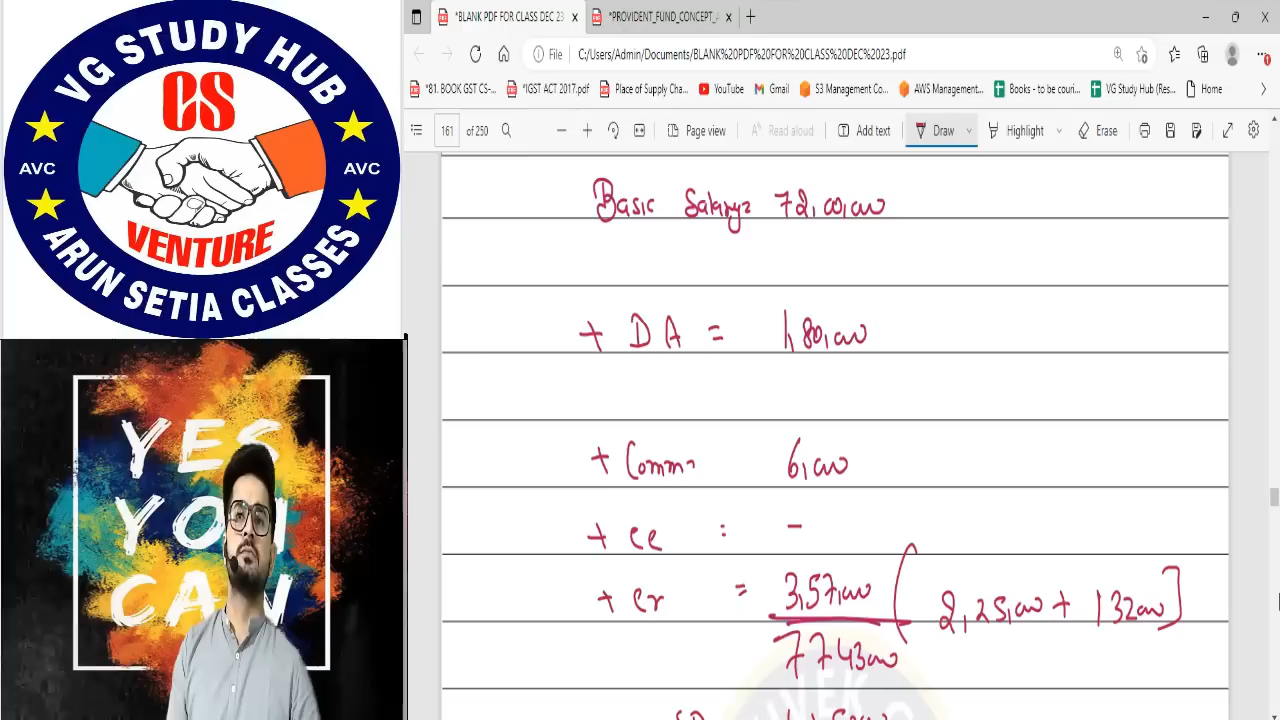 VG STUDY HUB
CS
AVC
AVC
VENTURE
ARUN SETIA CLASSES
YES
YOU
CAN
*BLANK PDF FOR CLASS DEC 23
*PROVIDENT_FUND_CONCEPT_A
File
C:/Users/Admin/Documents/BLANK%20PDF%20FOR%20CLASS%20DEC%2023.pdf
*81. BOOK GST CS-...
*IGST ACT 2017.pdf
Place of Supply Cha...
YouTube
Gmail
S3 Management Co...
AWS Management...
Books - to be couri...
VG Study Hub (Res...
Home
161 of 250
Page view
Read aloud
Add text
Draw
Highlight
Erase
Basic Salary = 72,00,000
+ DA = 1,80,000
+ Comm- 6,000
+ ee : -
+ er = 3,57,000 ( 2,25,000 + 132000 ]
7743000